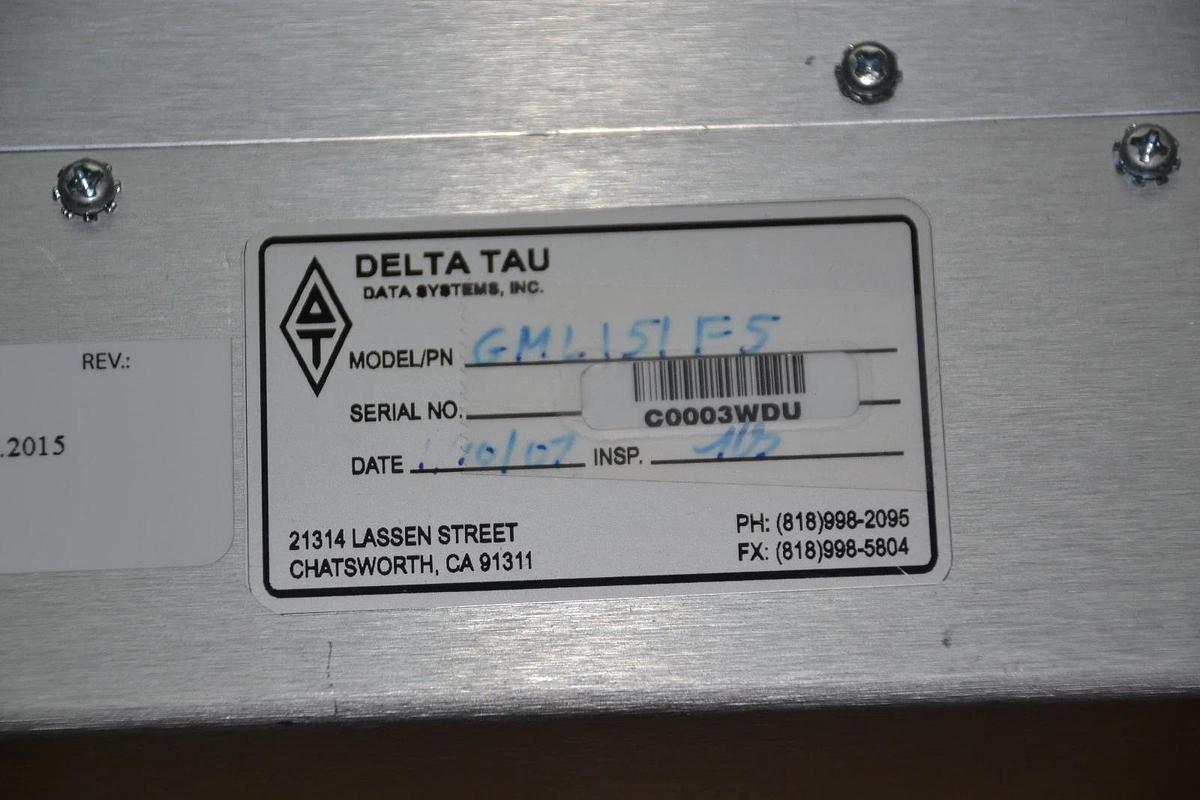 DELTA TAU
DATA SYSTEMS, INC.
MODEL/PN GML151F5
SERIAL NO. C0003WDU
DATE INSP.
21314 LASSEN STREET
CHATSWORTH, CA 91311
PH: (818)998-2095
FX: (818)998-5804
REV.:
.2015